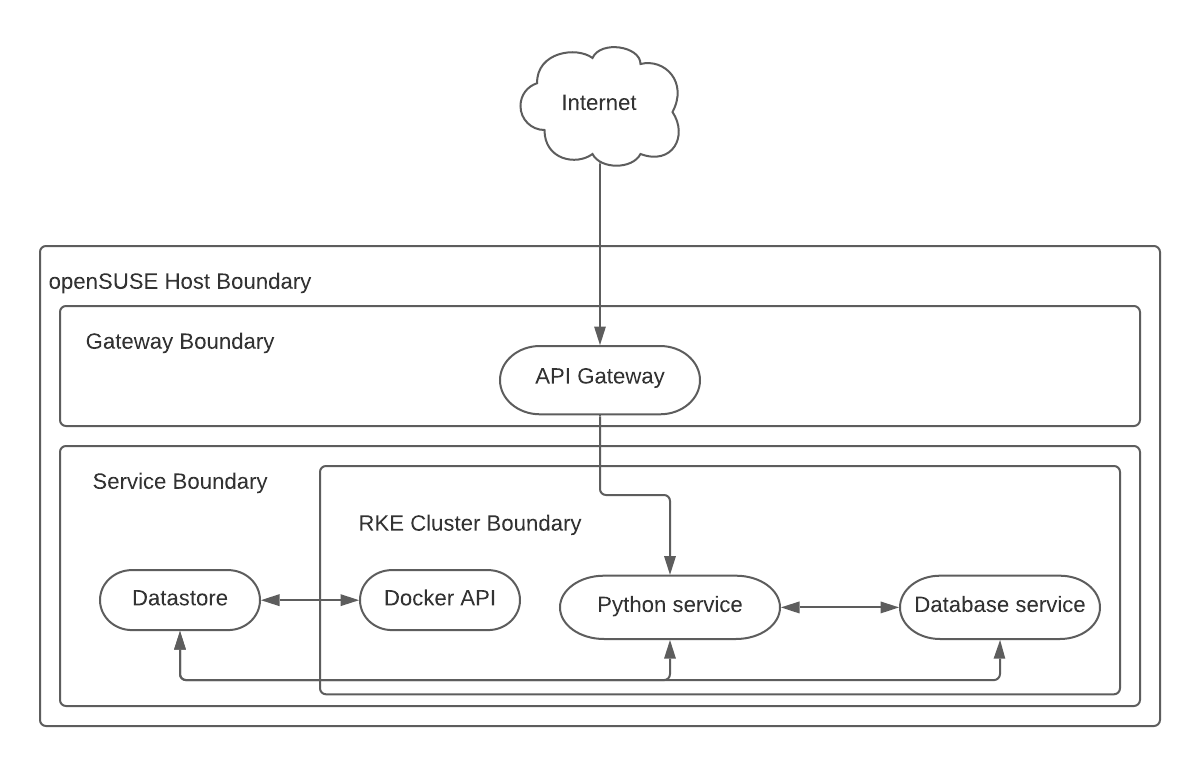 Internet
openSUSE Host Boundary
Gateway Boundary
API Gateway
Service Boundary
RKE Cluster Boundary
Datastore
Docker API
Python service
Database service